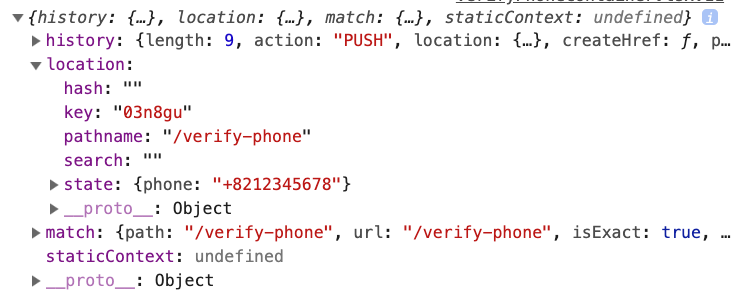 ▼{history: {…}, location: {…}, match: {…}, staticContext: undefined} i
▶history: {length: 9, action: "PUSH", location: {…}, createHref: ƒ, p…
▼location:
hash: ""
key: "03n8gu"
pathname: "/verify-phone"
search: ""
▶state: {phone: "+8212345678"}
▶__proto__: Object
▶match: {path: "/verify-phone", url: "/verify-phone", isExact: true, …
staticContext: undefined
▶__proto__: Object